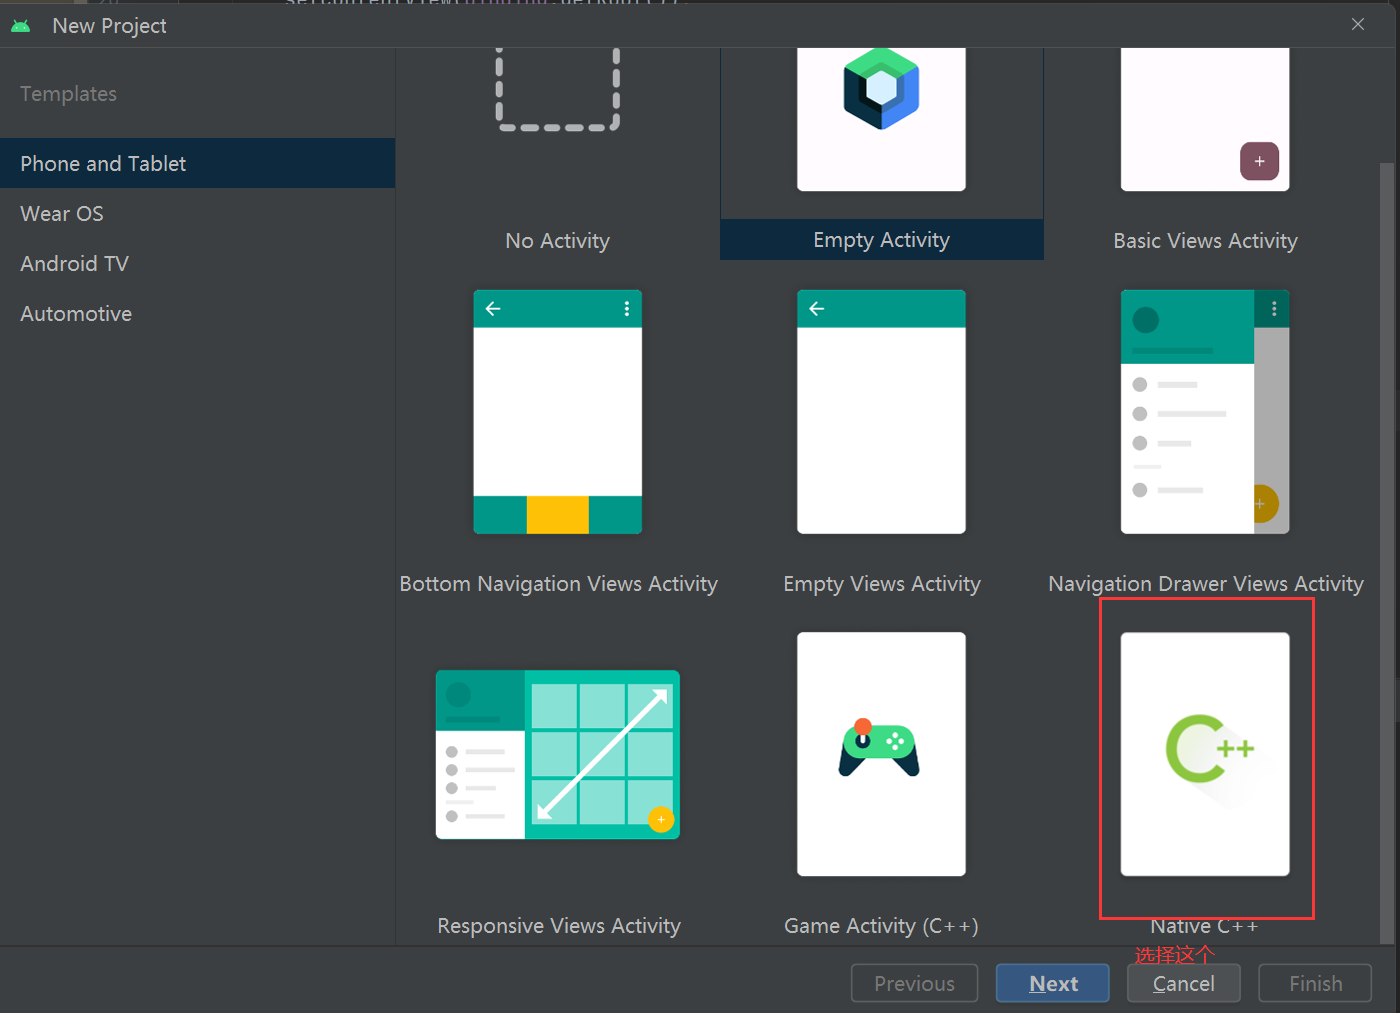 New Project
Templates
Phone and Tablet
Wear OS
Android TV
Automotive
No Activity
Empty Activity
Basic Views Activity
Bottom Navigation Views Activity
Empty Views Activity
Navigation Drawer Views Activity
C++
Responsive Views Activity
Game Activity (C++)
Native C++
选择这个
Previous
Next
Cancel
Finish